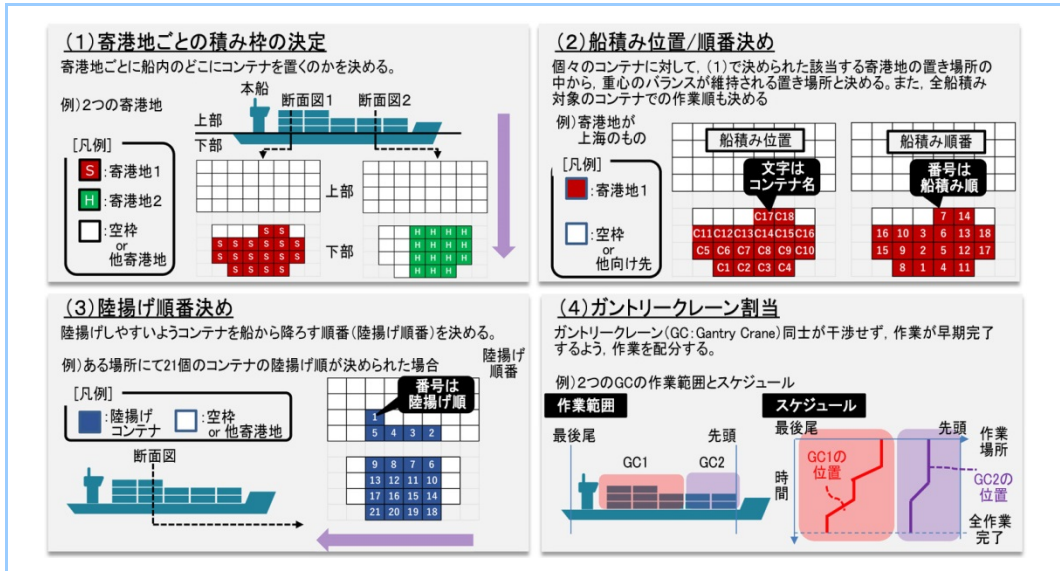 (1)寄港地ごとの積み枠の決定
寄港地ごとに船内のどこにコンテナを置くのかを決める。
例)2つの寄港地
本船
断面図1
断面図2
上部
下部
[凡例]
S :寄港地1
H :寄港地2
:空枠
or
他寄港地
上部
下部
S S
S S S S S S
S S S S S S
S S S S
H H H H
H H H H
H H H H
H H H
(2)船積み位置/順番決め
個々のコンテナに対して,(1)で決められた該当する寄港地の置き場所の
中から,重心のバランスが維持される置き場所と決める。また,全船積み
対象のコンテナでの作業順も決める
例)寄港地が
上海のもの
[凡例]
:寄港地1
:空枠
or
他向け先
船積み位置
文字は
コンテナ名
C17 C18
C11 C12 C13 C14 C15 C16
C5 C6 C7 C8 C9 C10
C1 C2 C3 C4
船積み順番
番号は
船積み順
7 14
16 10 3 6 13 18
15 9 2 5 12 17
8 1 4 11
(3)陸揚げ順番決め
陸揚げしやすいようコンテナを船から降ろす順番(陸揚げ順番)を決める。
例)ある場所にて21個のコンテナの陸揚げ順が決められた場合
陸揚げ
順番
[凡例]
:陸揚げ
コンテナ
:空枠
or 他寄港地
断面図
番号は
陸揚げ順
1
5 4 3 2
9 8 7 6
13 12 11 10
17 16 15 14
21 20 19 18
(4)ガントリークレーン割当
ガントリークレーン(GC:Gantry Crane)同士が干渉せず,作業が早期完了
するよう,作業を配分する。
例)2つのGCの作業範囲とスケジュール
作業範囲
最後尾
先頭
GC1
GC2
スケジュール
最後尾
先頭
作業
場所
時
間
GC1の
位置
GC2の
位置
全作業
完了